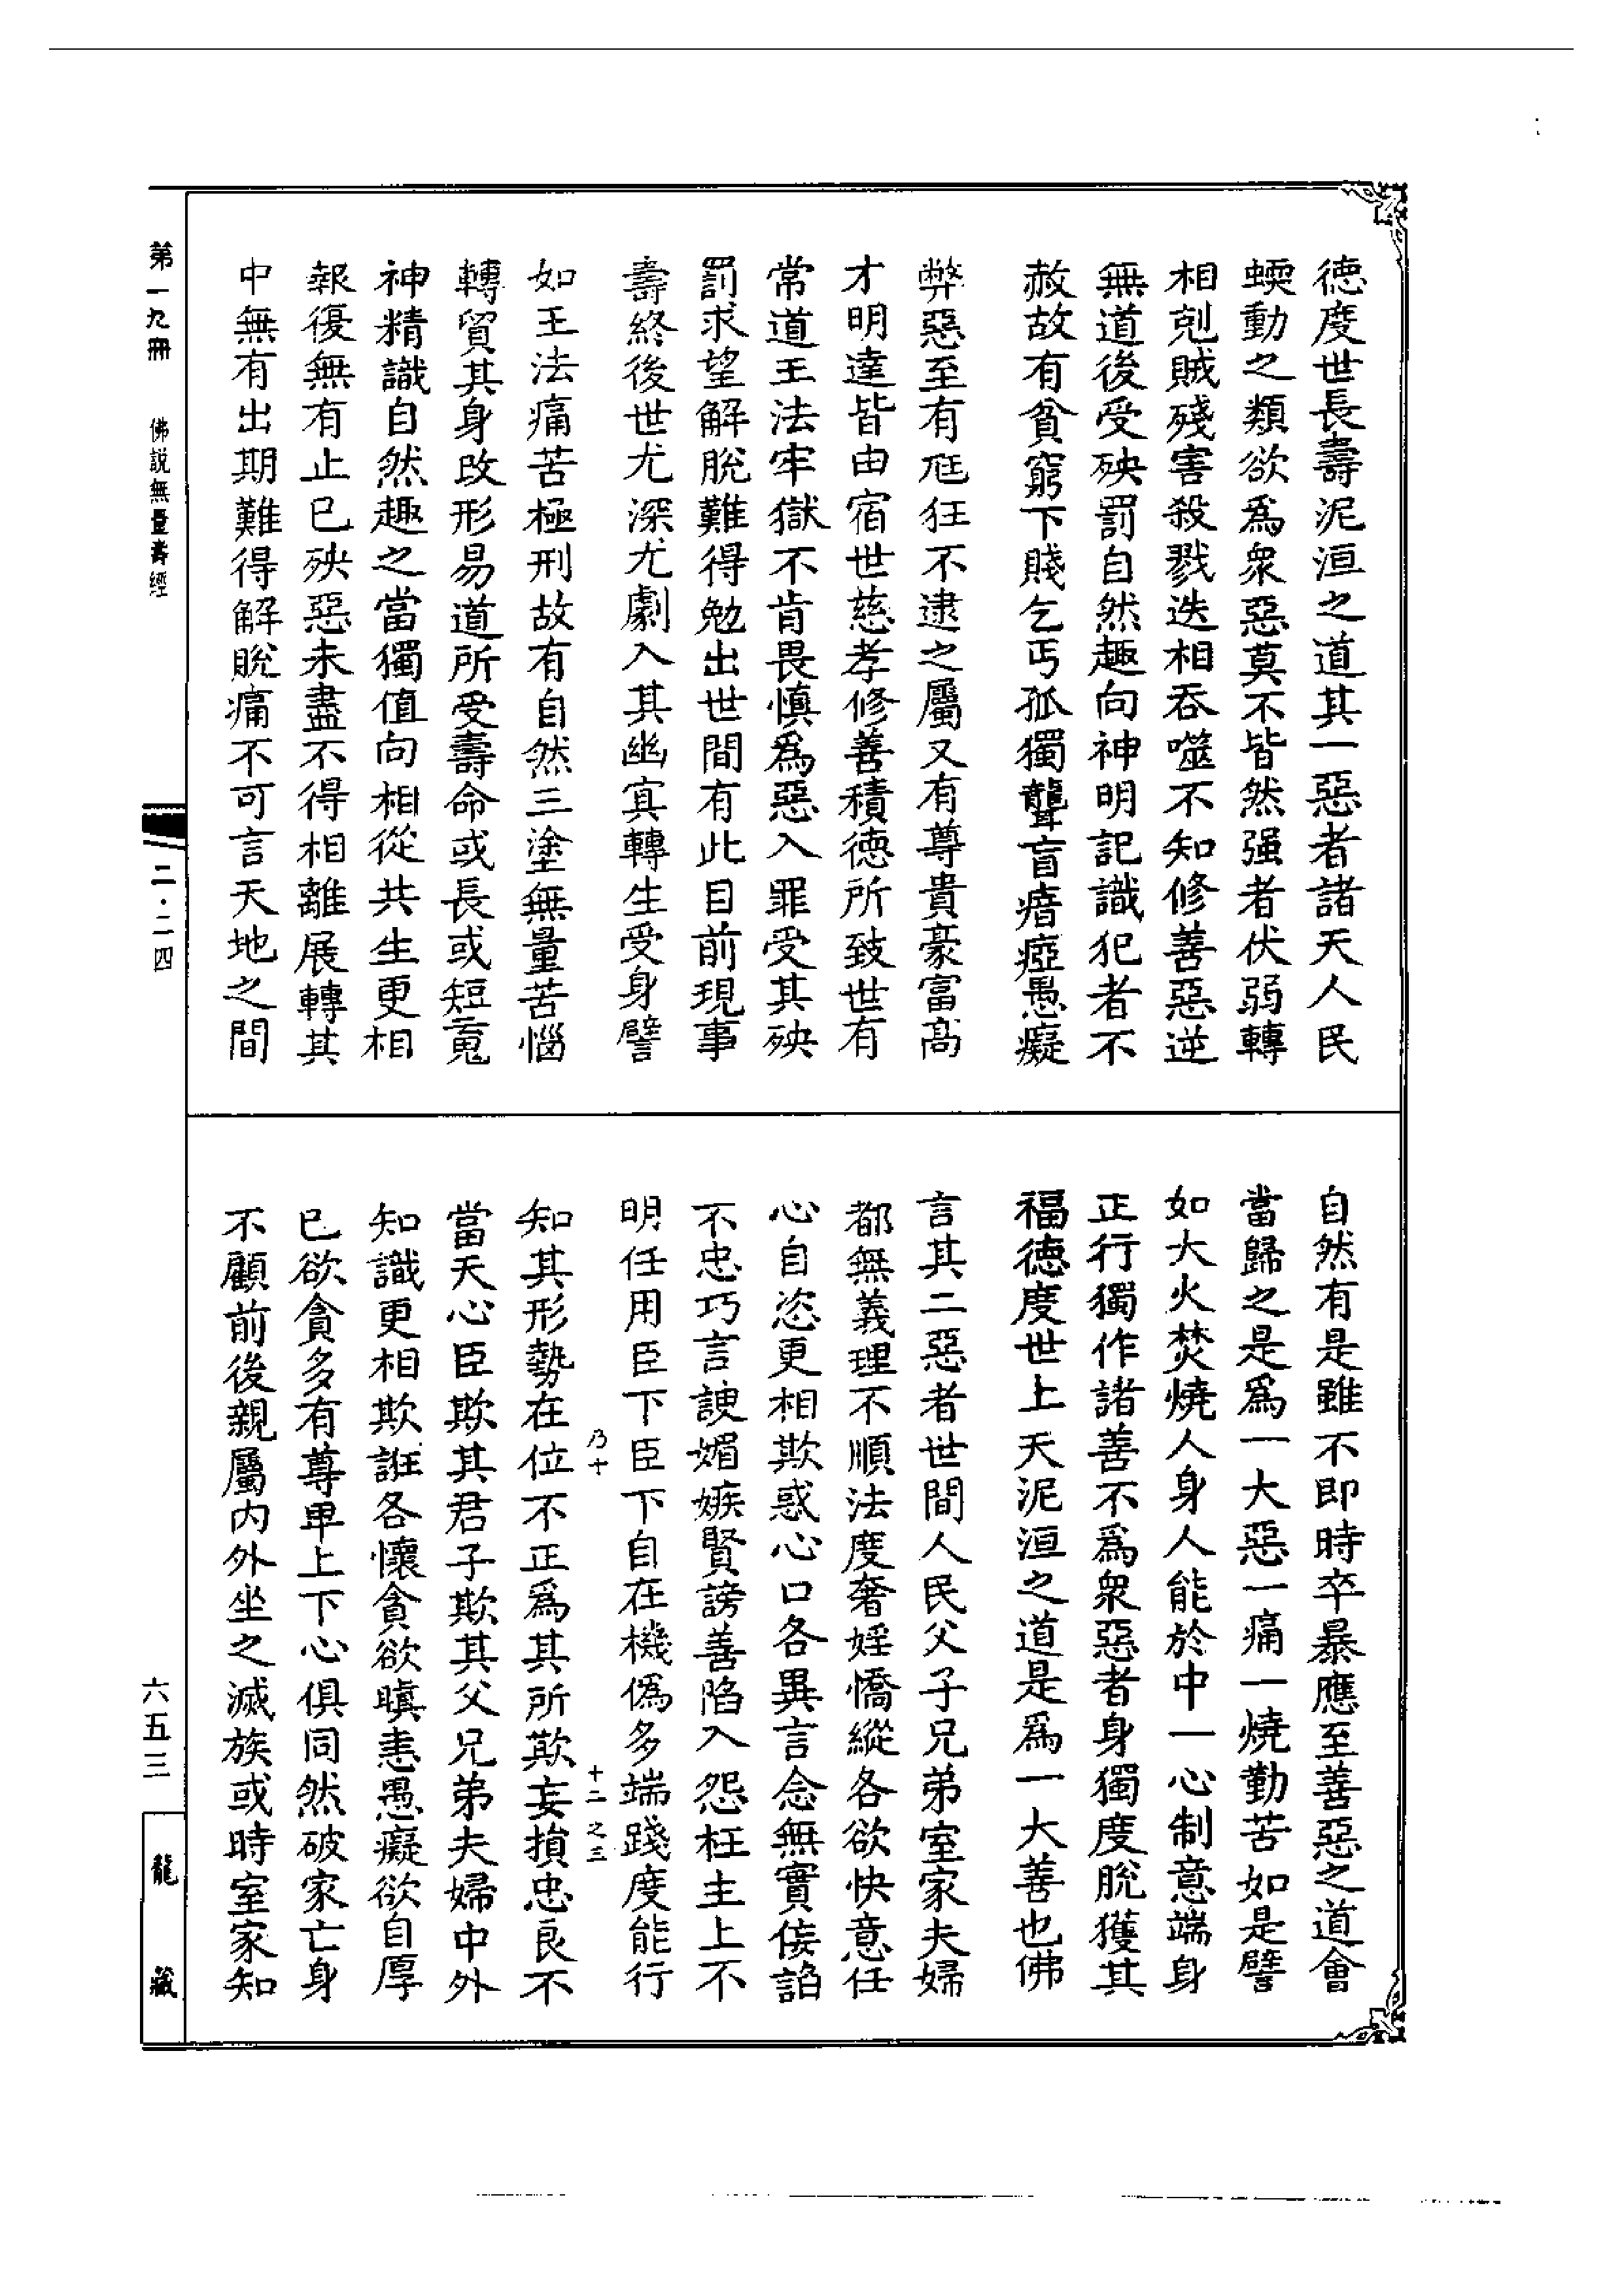 德度世長壽泥洹之道其一惡者諸天人民
蝡動之類欲爲衆惡莫不皆然强者伏弱轉
相剋賊殘害殺戮迭相吞噬不知修善惡逆
無道後受殃罰自然趣向神明記識犯者不
赦故有貧窮下賤乞丐孤獨聾盲瘖瘂愚癡
弊惡至有尫狂不逮之屬又有尊貴豪富高
才明達皆由宿世慈孝修善積德所致世有
常道王法牢獄不肯畏慎爲惡入罪受其殃
罰求望解脫難得勉出世間有此目前現事
壽終後世尤深尤劇入其幽冥轉生受身譬
如王法痛苦極刑故有自然三塗無量苦惱
轉貿其身改形易道所受壽命或長或短䰟
神精識自然趣之當獨值向相從共生更相
報復無有止已殃惡未盡不得相離展轉其
中無有出期難得解脫痛不可言天地之間
自然有是雖不即時卒暴應至善惡之道會
當歸之是爲一大惡一痛一燒勤苦如是譬
如大火焚燒人身人能於中一心制意端身
正行獨作諸善不爲衆惡者身獨度脫獲其
福德度世上天泥洹之道是爲一大善也佛
言其二惡者世間人民父子兄弟室家夫婦
都無義理不順法度奢婬憍縱各欲快意任
心自恣更相欺惑心口各異言念無實佞諂
不忠巧言諛媚嫉賢謗善陷入怨枉主上不
明任用臣下臣下自在機僞多端踐度能行
乃十 十二之三
知其形勢在位不正爲其所欺妄損忠良不
當天心臣欺其君子欺其父兄弟夫婦中外
知識更相欺誑各懷貪欲瞋恚愚癡欲自厚
已欲貪多有尊卑上下心俱同然破家亡身
不顧前後親屬內外坐之滅族或時室家知
第一九冊 佛説無量壽經
二·二四
六五三
龍藏